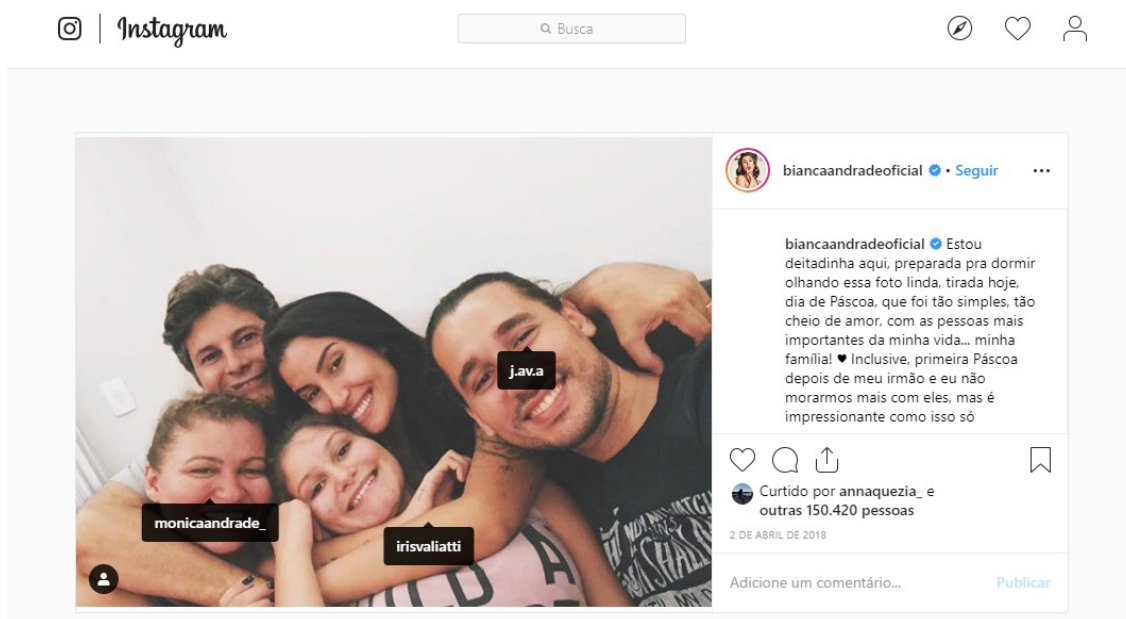 Instagram
Busca
j.av.a
monicaandrade_
irisvaliatti
biancaandradeoficial • Seguir
biancaandradeoficial Estou
deitadinha aqui, preparada pra dormir
olhando essa foto linda, tirada hoje,
dia de Páscoa, que foi tão simples, tão
cheio de amor, com as pessoas mais
importantes da minha vida... minha
família! ♥ Inclusive, primeira Páscoa
depois de meu irmão e eu não
morarmos mais com eles, mas é
impressionante como isso só
Curtido por annaquezia_ e
outras 150.420 pessoas
2 DE ABRIL DE 2018
Adicione um comentário... Publicar